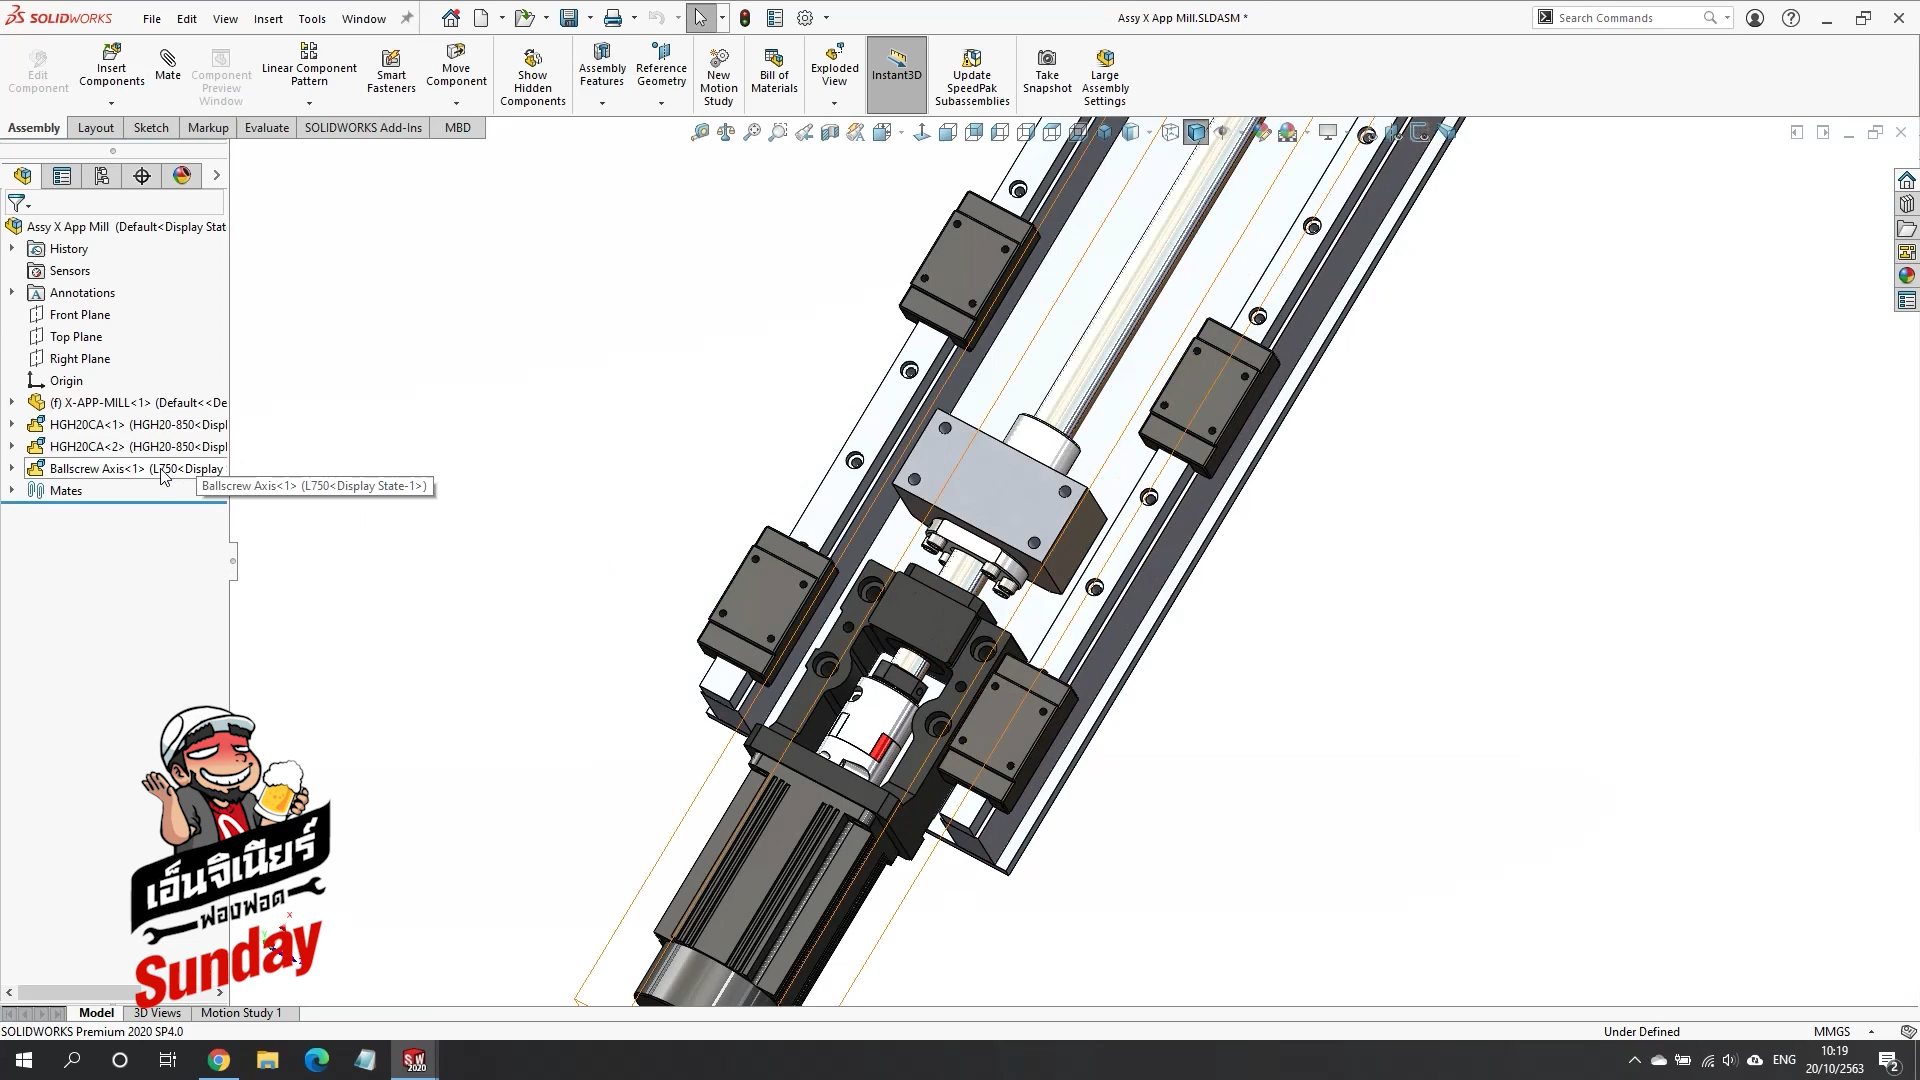 SOLIDWORKS
File
Edit
View
Insert
Tools
Window
Assy X App Mill.SLDASM *
Search Commands
Edit
Component
Insert
Components
Mate
Component
Preview
Window
Linear Component
Pattern
Smart
Fasteners
Move
Component
Show
Hidden
Components
Assembly
Features
Reference
Geometry
New
Motion
Study
Bill of
Materials
Exploded
View
Instant3D
Update
SpeedPak
Subassemblies
Take
Snapshot
Large
Assembly
Settings
Assembly
Layout
Sketch
Markup
Evaluate
SOLIDWORKS Add-Ins
MBD
Assy X App Mill (Default<Display Stat
History
Sensors
Annotations
Front Plane
Top Plane
Right Plane
Origin
(f) X-APP-MILL<1> (Default<<De
HGH20CA<1> (HGH20-850<Displ
HGH20CA<2> (HGH20-850<Displ
Ballscrew Axis<1> (L750<Display
Ballscrew Axis<1> (L750<Display State-1>)
Mates
เอ็นจิเนียร์
ฟองฟอด
Sunday
Model
3D Views
Motion Study 1
SOLIDWORKS Premium 2020 SP4.0
Under Defined
MMGS
SW
2020
ENG
10:19
20/10/2563
2